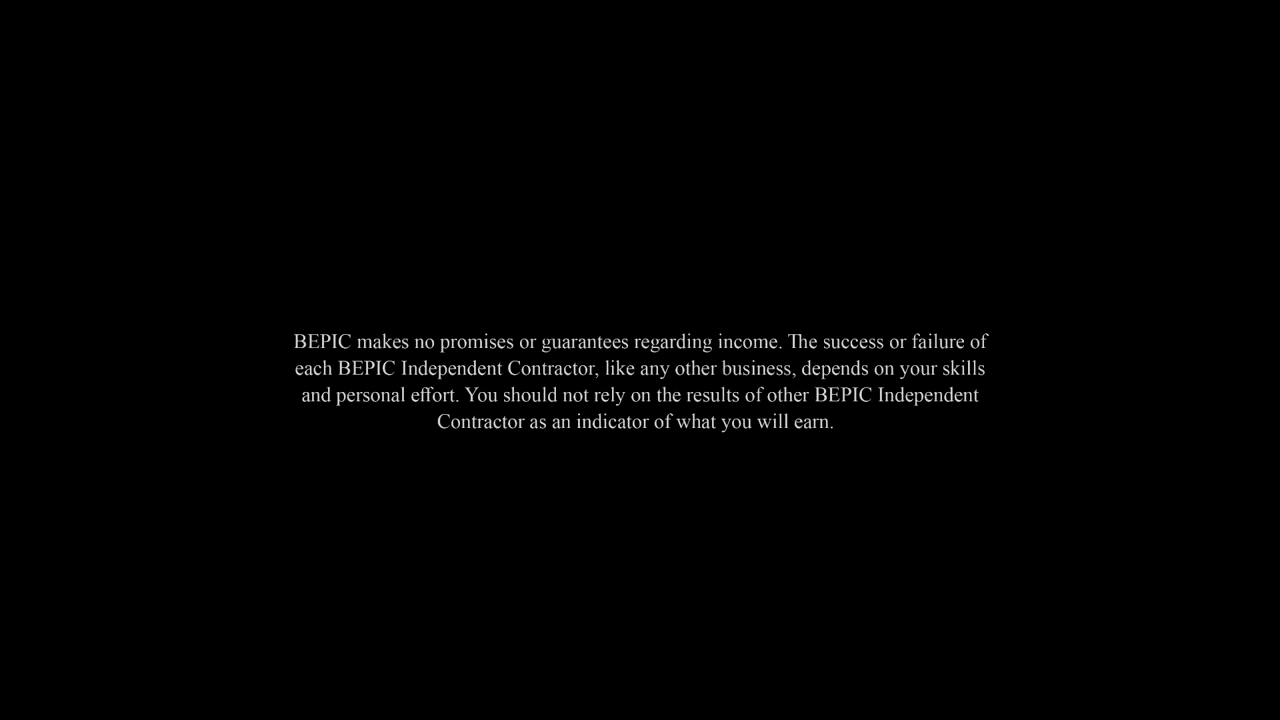 BEPIC makes no promises or guarantees regarding income. The success or failure of
each BEPIC Independent Contractor, like any other business, depends on your skills
and personal effort. You should not rely on the results of other BEPIC Independent
Contractor as an indicator of what you will earn.